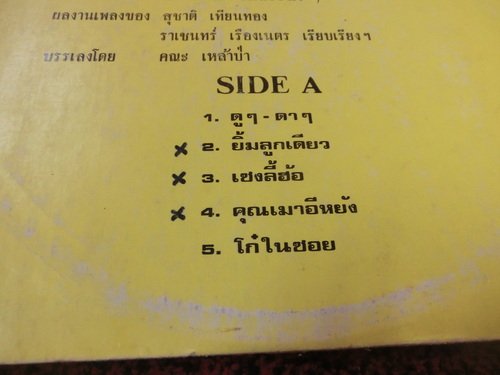 ผลงานเพลงของ สุชาติ เทียนทอง
ราเชนทร์ เรืองเนตร เรียบเรียงฯ
บรรเลงโดย คณะ เหล้าป่า
SIDE A
1. ดูๆ - ดาๆ
× 2. ยิ้มลูกเดียว
× 3. เซงลี้ฮ้อ
× 4. คุณเมาอีหยัง
5. โก๋ในซอย